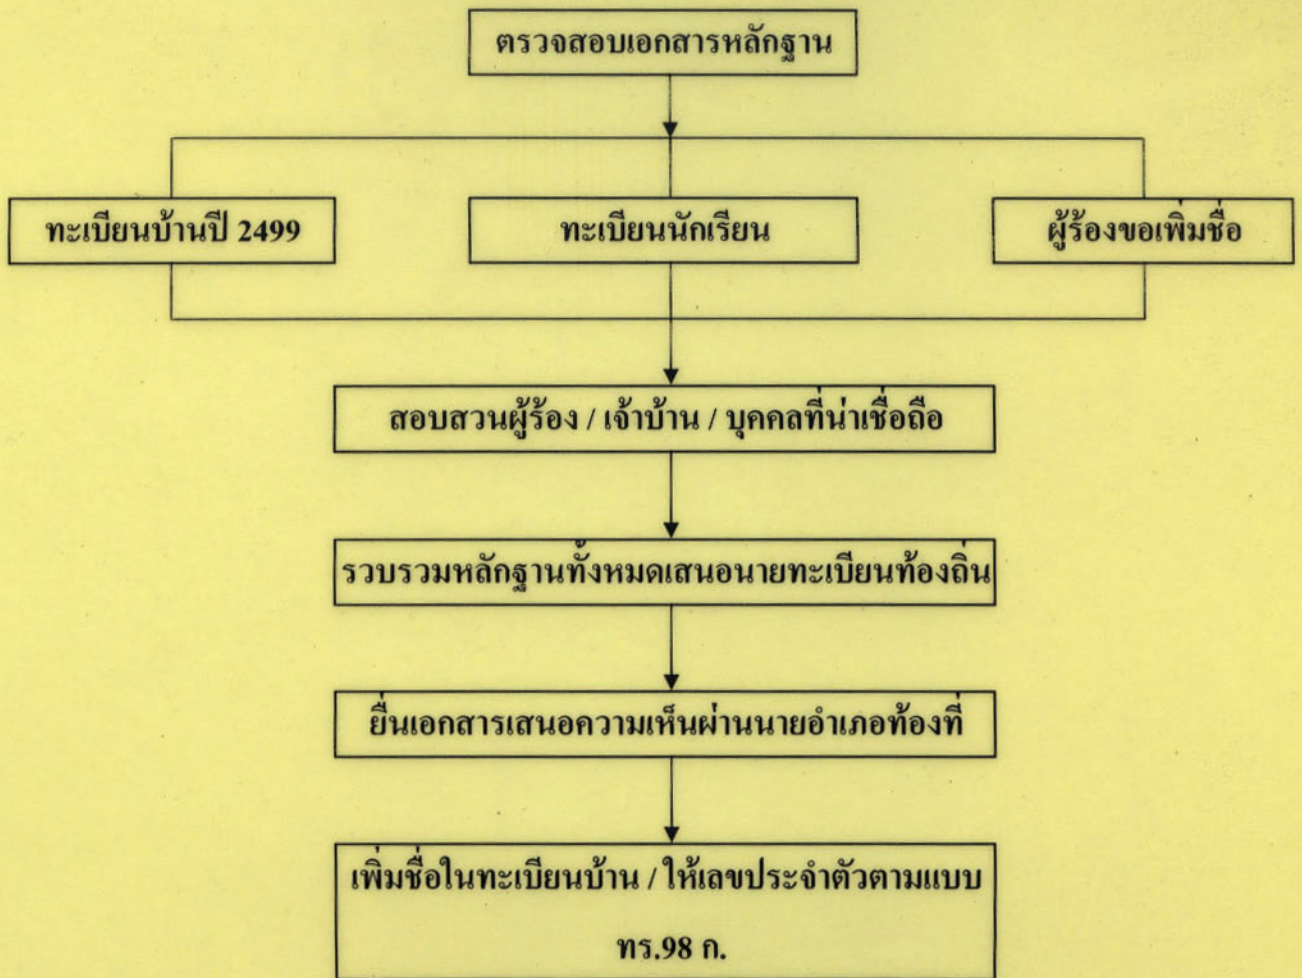 ตรวจสอบเอกสารหลักฐาน
ทะเบียนบ้านปี 2499
ทะเบียนนักเรียน
ผู้ร้องขอเพิ่มชื่อ
สอบสวนผู้ร้อง / เจ้าบ้าน / บุคคลที่น่าเชื่อถือ
รวบรวมหลักฐานทั้งหมดเสนอนายทะเบียนท้องถิ่น
ยื่นเอกสารเสนอความเห็นผ่านนายอำเภอท้องที่
เพิ่มชื่อในทะเบียนบ้าน / ให้เลขประจำตัวตามแบบ
ทร.98 ก.